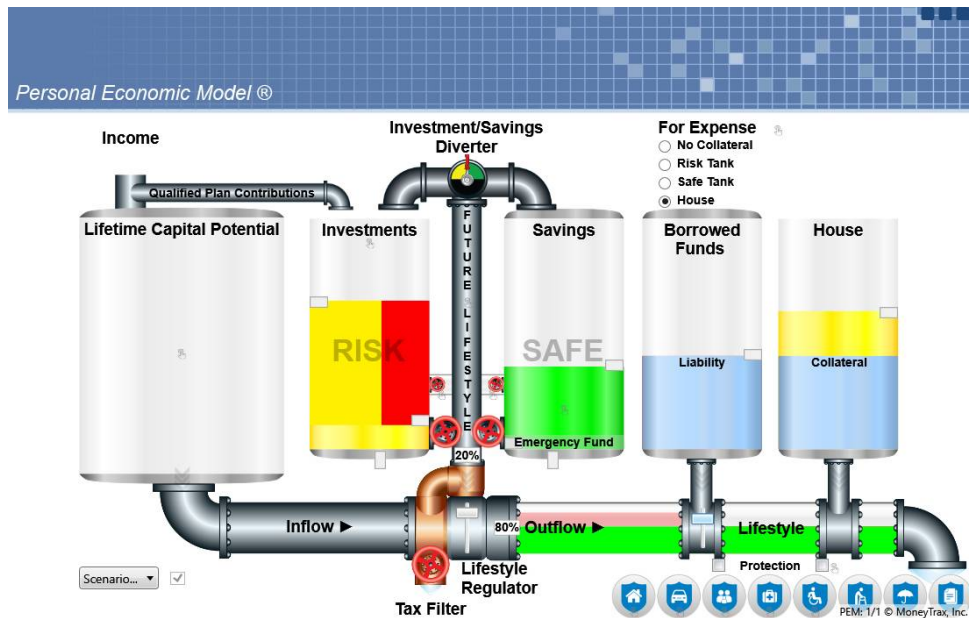 Personal Economic Model ®
Income
Investment/Savings
Diverter
For Expense
No Collateral
Risk Tank
Safe Tank
House
Qualified Plan Contributions
Lifetime Capital Potential
Investments
FUTURE LIFESTYLE
Savings
Borrowed
Funds
House
RISK
SAFE
Liability
Collateral
Emergency Fund
20%
Inflow ►
80%
Outflow ►
Lifestyle
Scenario...
Lifestyle
Regulator
Tax Filter
Protection
PEM: 1/1 © MoneyTrax, Inc.